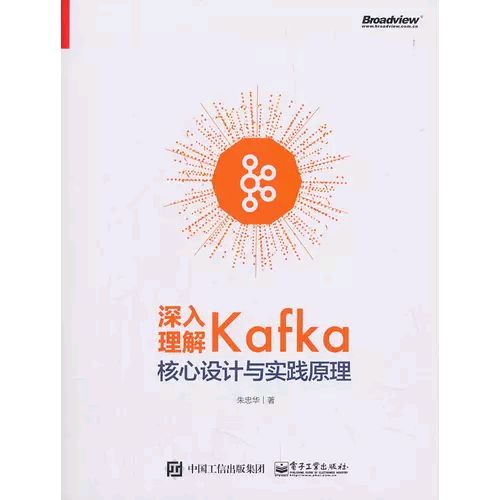 Broadview®
www.broadview.com.cn
深入
理解Kafka
核心设计与实践原理
朱忠华 | 著
中国工信出版集团
电子工业出版社